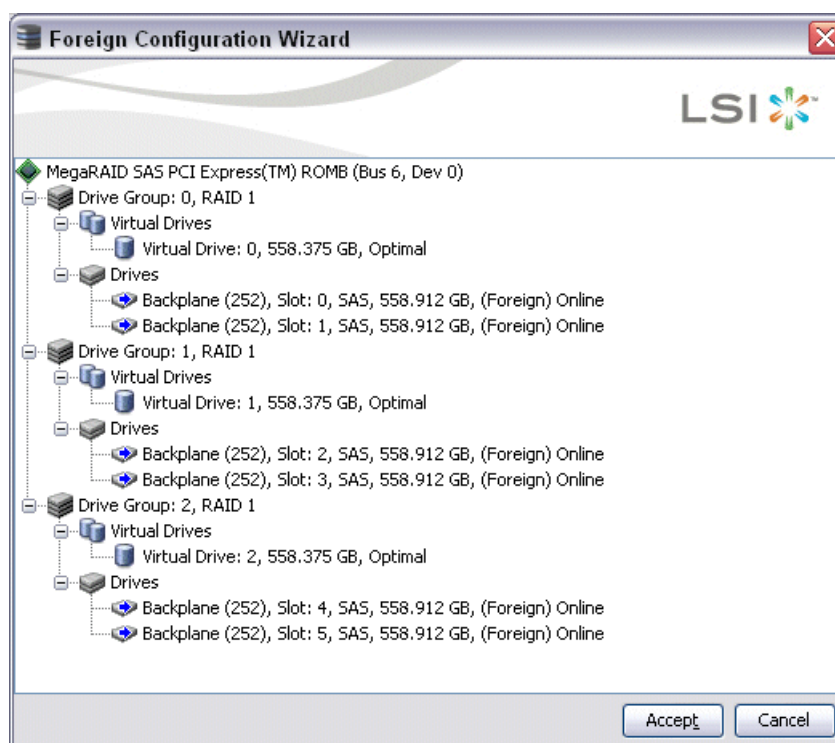 Foreign Configuration Wizard
LSI™
MegaRAID SAS PCI Express(TM) ROMB (Bus 6, Dev 0)
Drive Group: 0, RAID 1
Virtual Drives
Virtual Drive: 0, 558.375 GB, Optimal
Drives
Backplane (252), Slot: 0, SAS, 558.912 GB, (Foreign) Online
Backplane (252), Slot: 1, SAS, 558.912 GB, (Foreign) Online
Drive Group: 1, RAID 1
Virtual Drives
Virtual Drive: 1, 558.375 GB, Optimal
Drives
Backplane (252), Slot: 2, SAS, 558.912 GB, (Foreign) Online
Backplane (252), Slot: 3, SAS, 558.912 GB, (Foreign) Online
Drive Group: 2, RAID 1
Virtual Drives
Virtual Drive: 2, 558.375 GB, Optimal
Drives
Backplane (252), Slot: 4, SAS, 558.912 GB, (Foreign) Online
Backplane (252), Slot: 5, SAS, 558.912 GB, (Foreign) Online
Accept Cancel